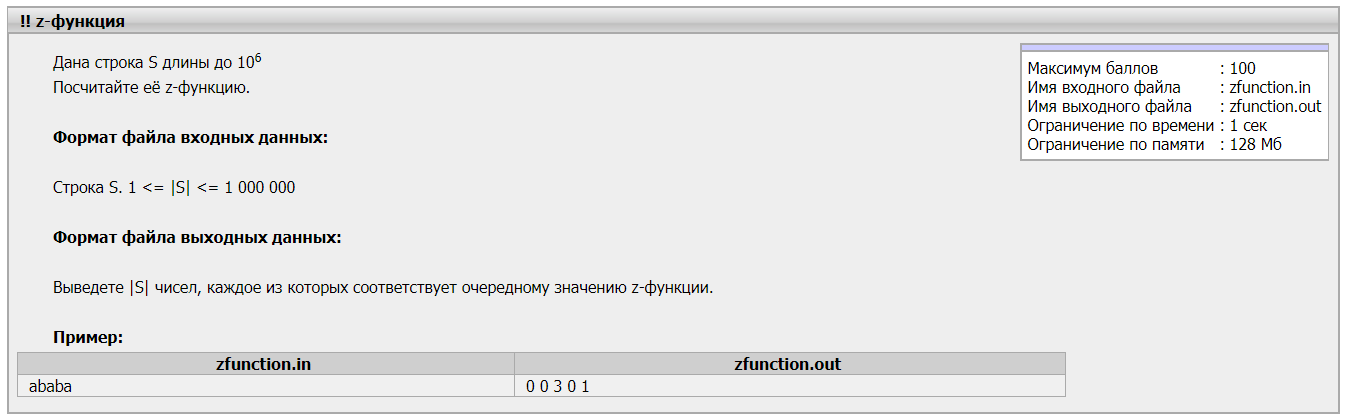 !! z-функция
Дана строка S длины до 10⁶
Посчитайте её z-функцию.
Максимум баллов : 100
Имя входного файла : zfunction.in
Имя выходного файла : zfunction.out
Ограничение по времени : 1 сек
Ограничение по памяти : 128 Мб
Формат файла входных данных:
Строка S. 1 <= |S| <= 1 000 000
Формат файла выходных данных:
Выведете |S| чисел, каждое из которых соответствует очередному значению z-функции.
Пример:
zfunction.in zfunction.out
ababa 0 0 3 0 1